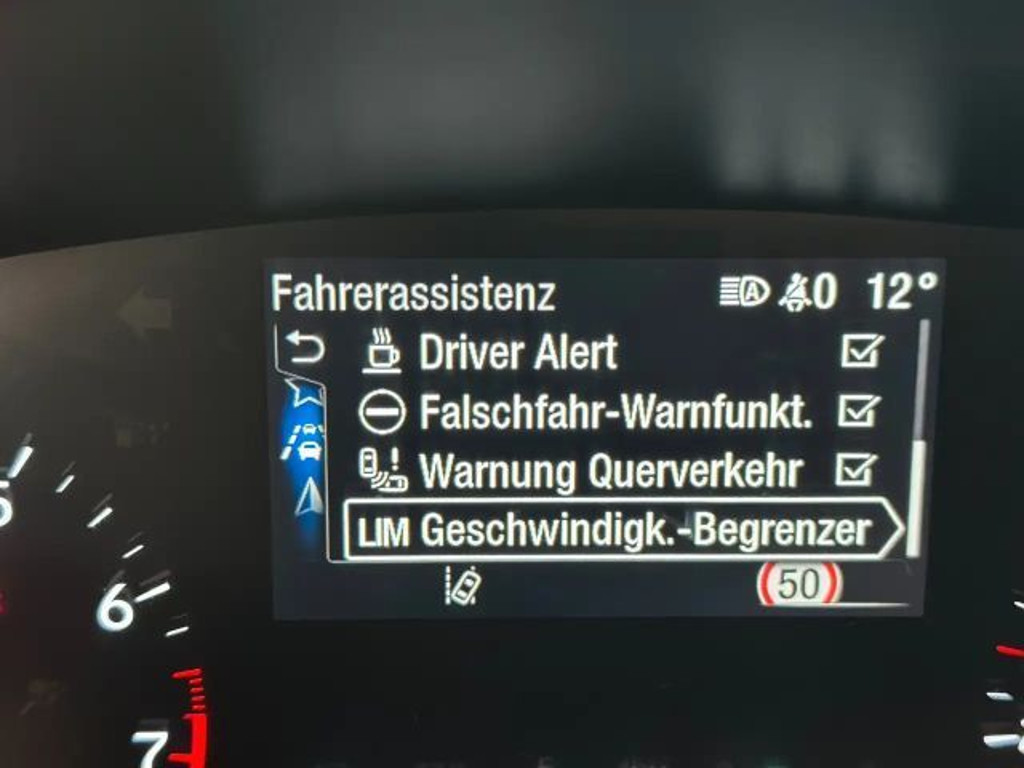 Fahrerassistenz A 0 12°
Driver Alert
Falschfahr-Warnfunkt.
Warnung Querverkehr
LIM Geschwindigk.-Begrenzer
50
5
6
7